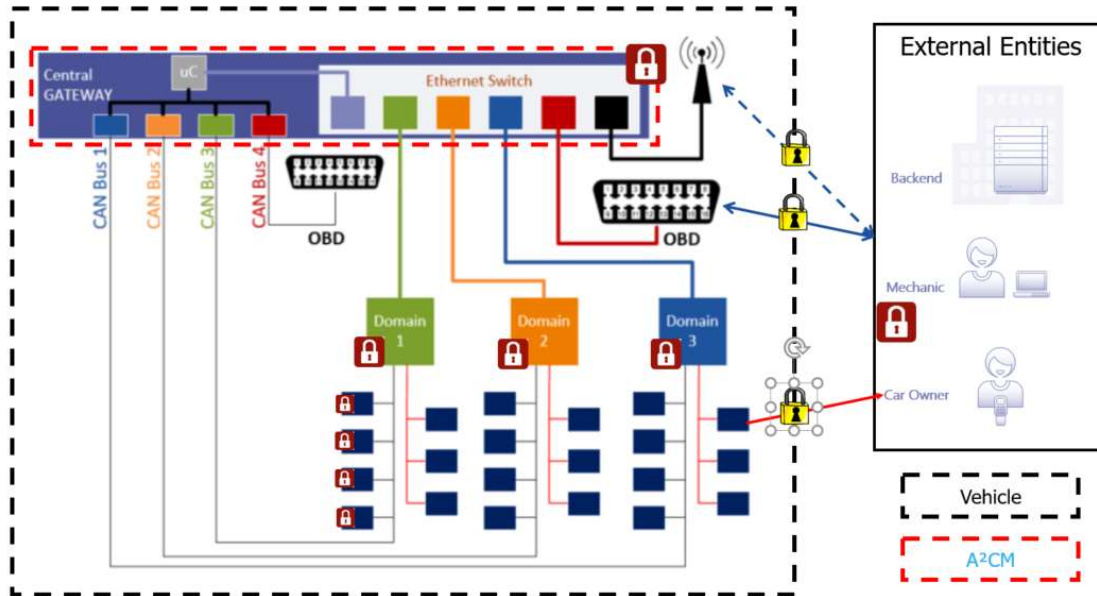 External Entities
uC
Central
GATEWAY
Ethernet Switch
CAN Bus 1
CAN Bus 2
CAN Bus 3
CAN Bus 4
OBD
OBD
Backend
Mechanic
Car Owner
Domain
1
Domain
2
Domain
3
Vehicle
A²CM